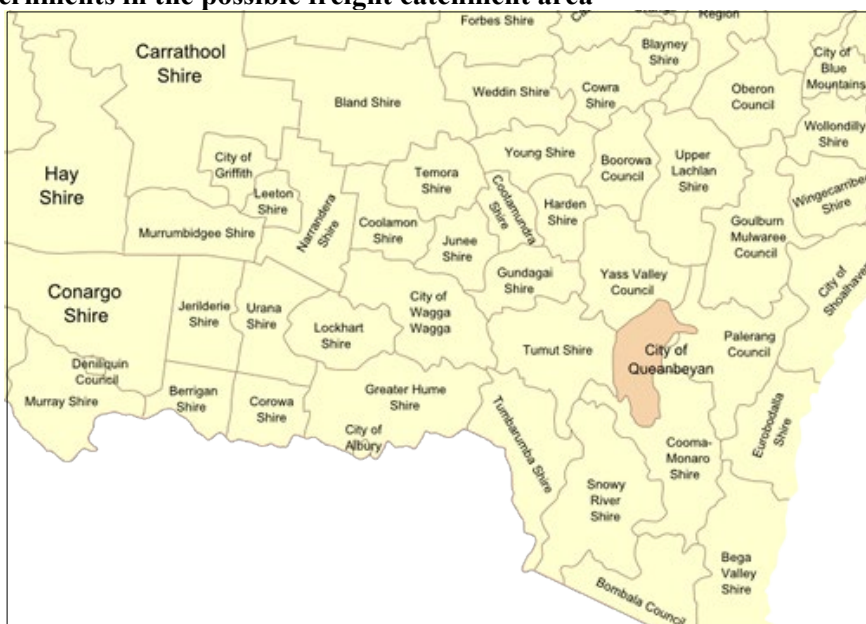 ernments in the possible freight catchment area
Forbes Shire
Region
Carrathool
Shire
Blayney
Shire
City of
Blue
Mountains
Bland Shire
Weddin Shire
Cowra
Shire
Oberon
Council
Wollondilly
Shire
City of
Griffith
Young Shire
Boorowa
Council
Upper
Lachlan
Shire
Hay
Shire
Leeton
Shire
Temora
Shire
Cootamundra
Shire
Harden
Shire
Wingecarribee
Shire
Narrandera
Shire
Murrumbidgee Shire
Coolamon
Shire
Junee
Shire
Goulburn
Mulwaree
Council
Gundagai
Shire
Yass Valley
Council
City of
Shoalhaven
Conargo
Shire
Jerilderie
Shire
Urana
Shire
City of
Wagga
Wagga
Lockhart
Shire
Tumut Shire
City of
Queanbeyan
Palerang
Council
Deniliquin
Council
Murray Shire
Berrigan
Shire
Corowa
Shire
Greater Hume
Shire
City of
Albury
Tumbarumba Shire
Eurobodalla
Shire
Cooma-
Monaro
Shire
Snowy
River
Shire
Bega
Valley
Shire
Bombala Council